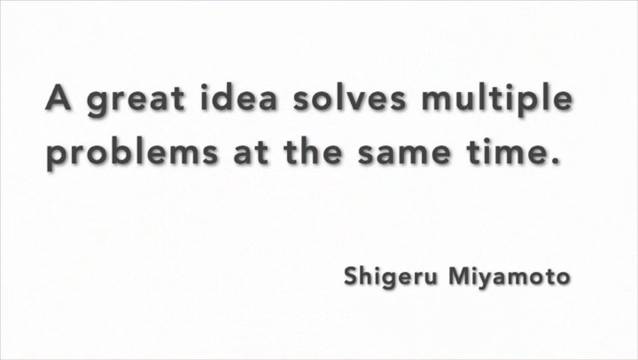 A great idea solves multiple
problems at the same time.
Shigeru Miyamoto